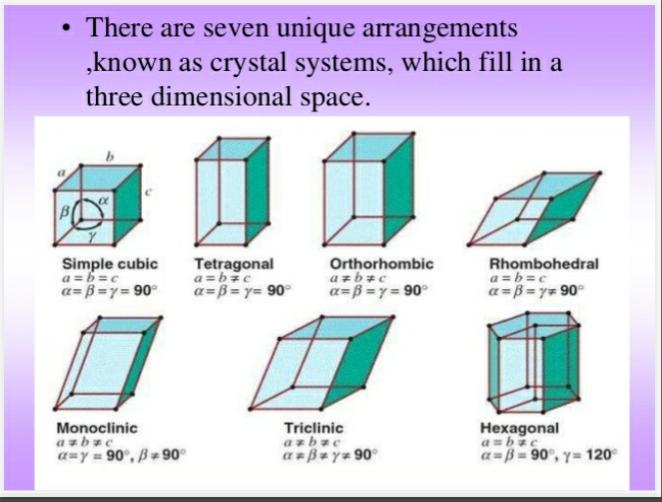 • There are seven unique arrangements
,known as crystal systems, which fill in a
three dimensional space.
b
a
c
β
α
γ
Simple cubic
a = b = c
α = β = γ = 90°
Tetragonal
a = b ≠ c
α = β = γ = 90°
Orthorhombic
a ≠ b ≠ c
α = β = γ = 90°
Rhombohedral
a = b = c
α = β = γ ≠ 90°
Monoclinic
a ≠ b ≠ c
α = γ = 90°, β ≠ 90°
Triclinic
a ≠ b ≠ c
α ≠ β ≠ γ ≠ 90°
Hexagonal
a = b ≠ c
α = β = 90°, γ = 120°